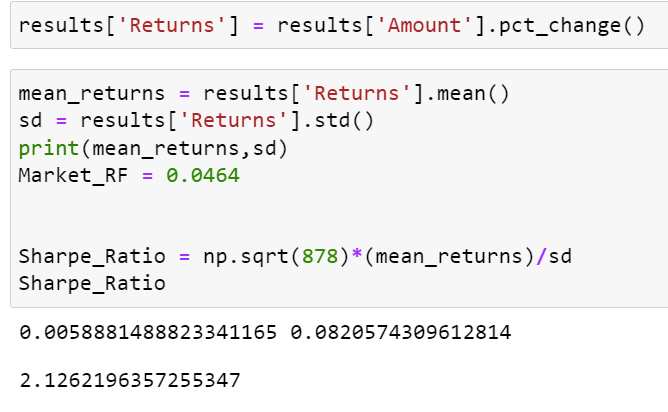 results['Returns'] = results['Amount'].pct_change()
mean_returns = results['Returns'].mean()
sd = results['Returns'].std()
print(mean_returns,sd)
Market_RF = 0.0464
Sharpe_Ratio = np.sqrt(878)*(mean_returns)/sd
Sharpe_Ratio
0.0058881488823341165 0.0820574309612814
2.1262196357255347